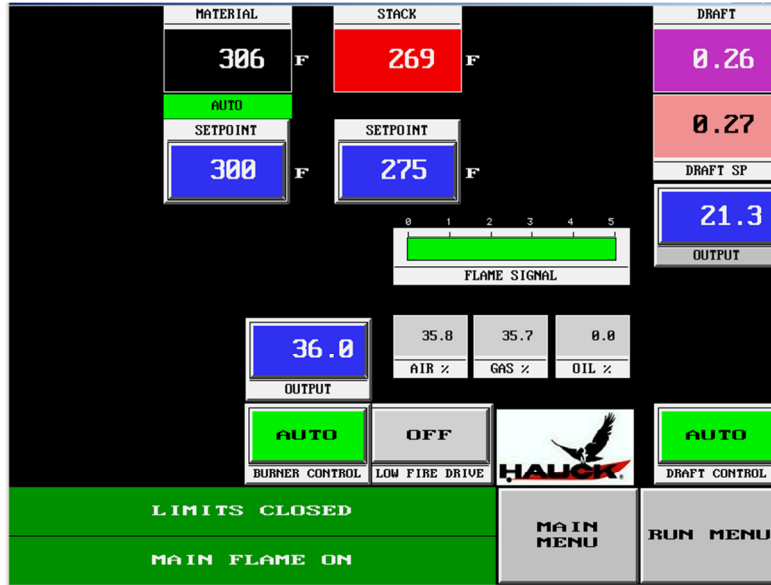 MATERIAL
STACK
DRAFT
306 F
269 F
0.26
AUTO
0.27
SETPOINT
SETPOINT
300 F
275 F
DRAFT SP
21.3
OUTPUT
0 1 2 3 4 5
FLAME SIGNAL
36.0
OUTPUT
35.8
35.7
0.0
AIR %
GAS %
OIL %
AUTO
OFF
HAUCK
AUTO
BURNER CONTROL
LOW FIRE DRIVE
DRAFT CONTROL
LIMITS CLOSED
MAIN FLAME ON
MAIN
MENU
RUN MENU